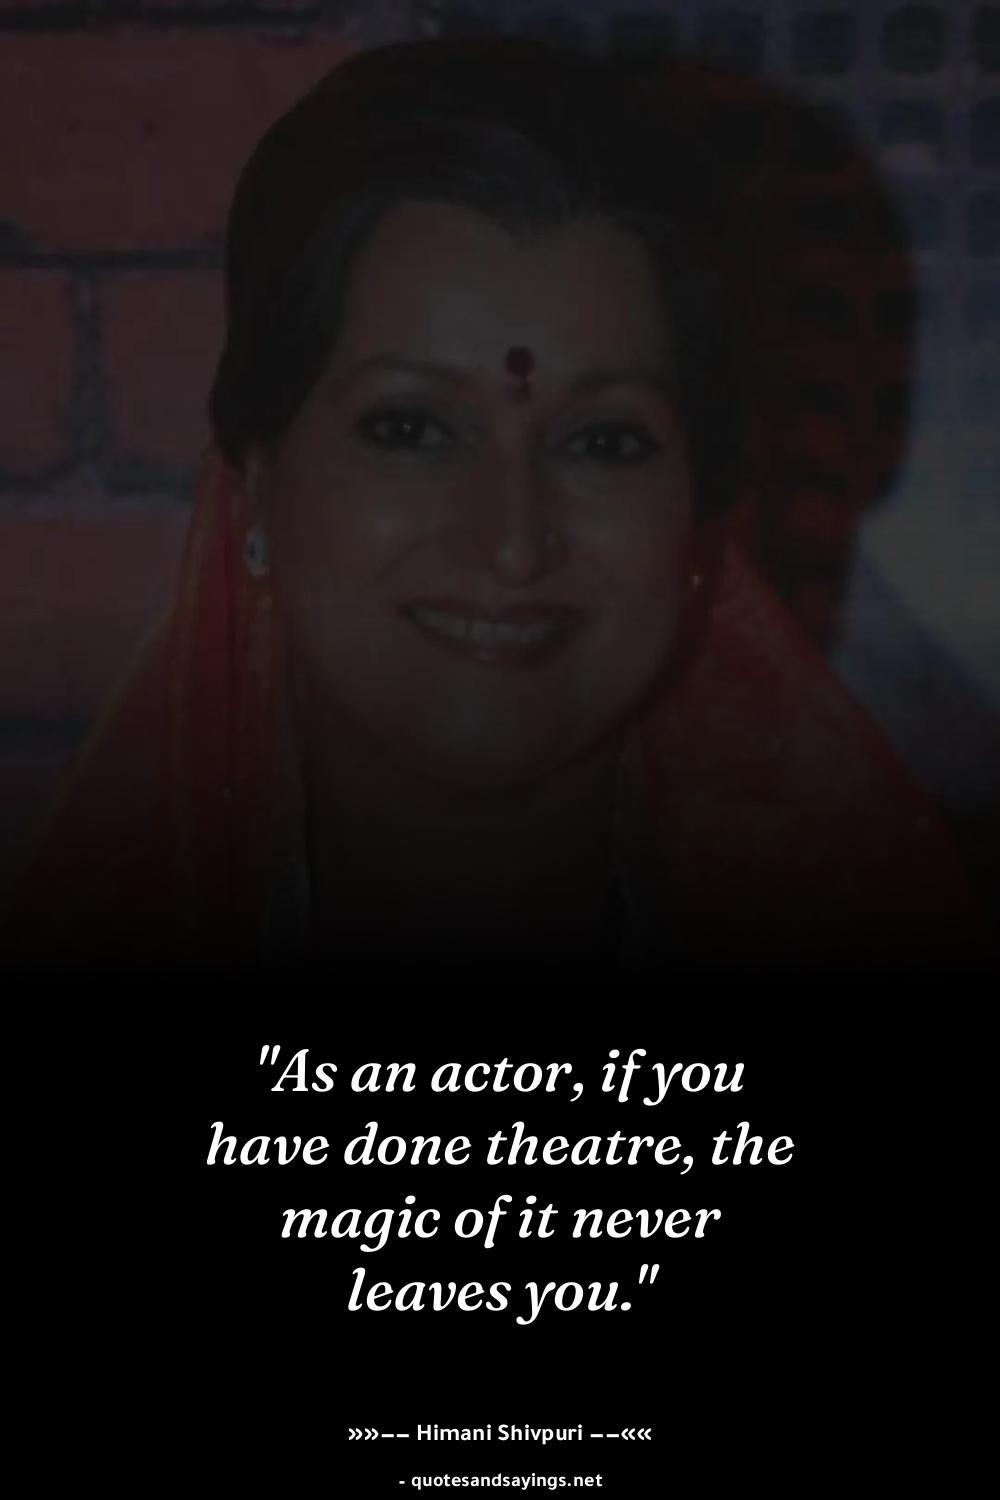 "As an actor, if you
have done theatre, the
magic of it never
leaves you."
»»–– Himani Shivpuri ––««
- quotesandsayings.net